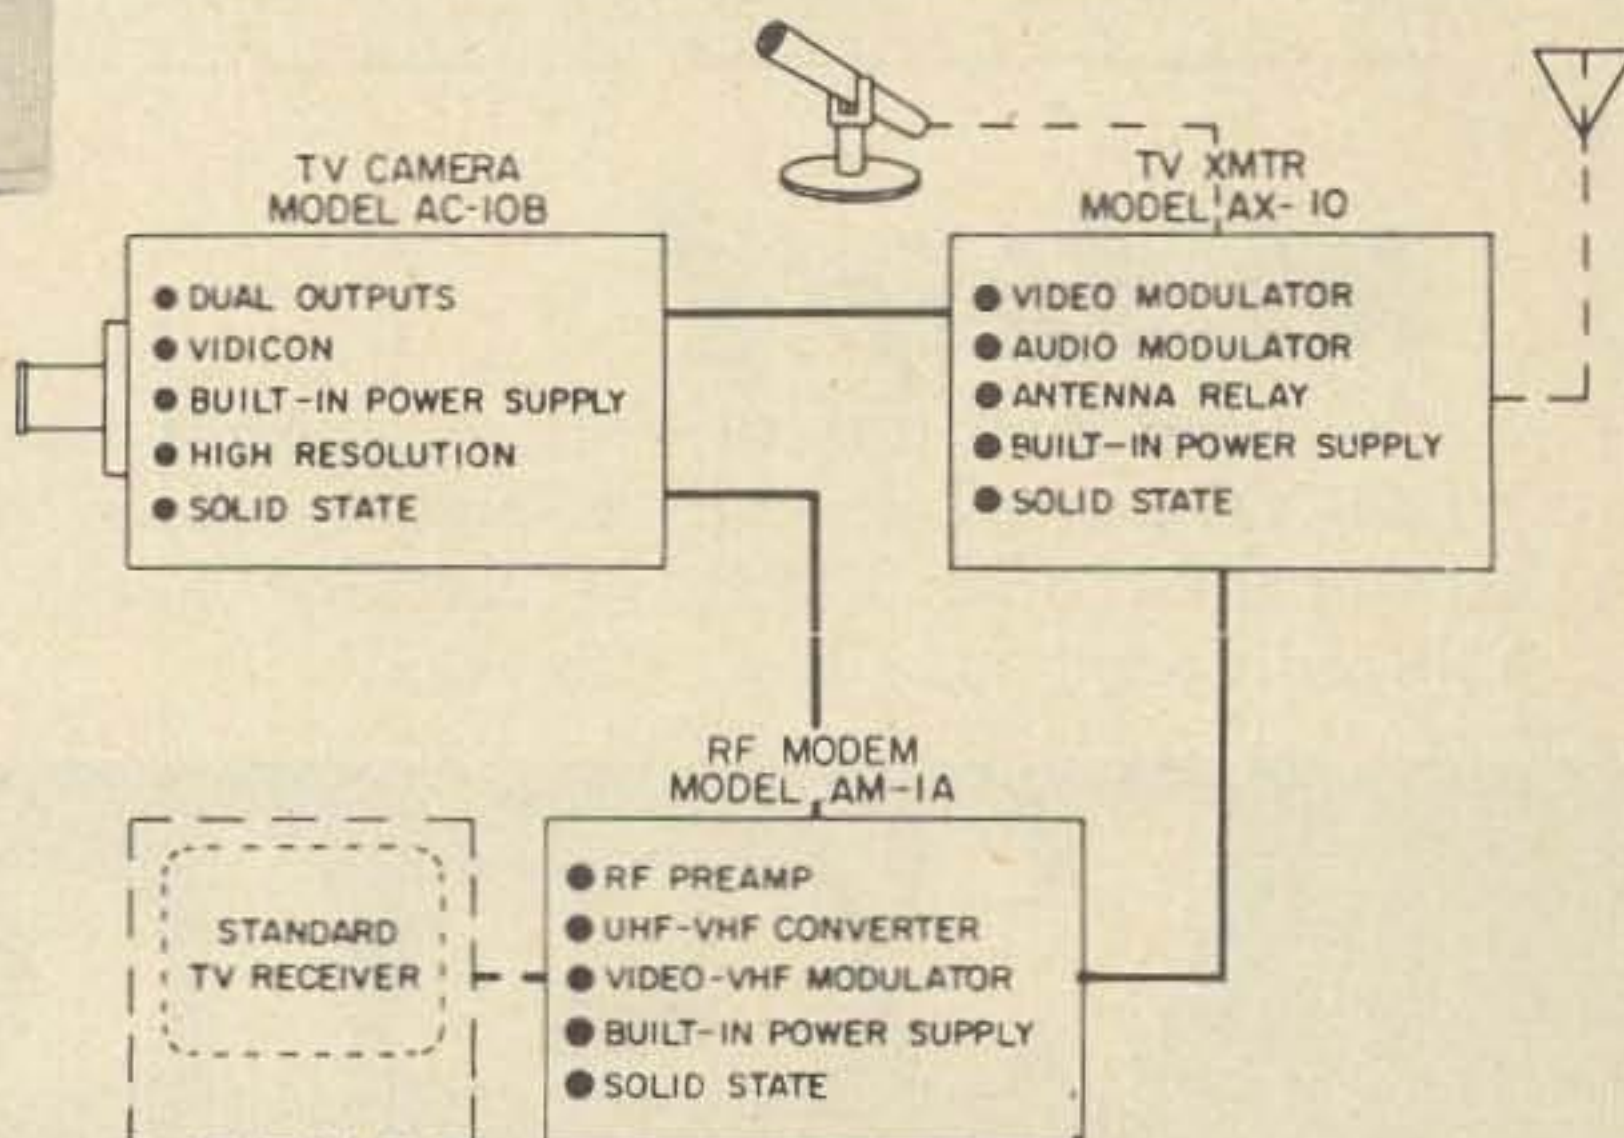 TV CAMERA
MODEL AC-10B
● DUAL OUTPUTS
● VIDICON
● BUILT-IN POWER SUPPLY
● HIGH RESOLUTION
● SOLID STATE
TV XMTR
MODEL AX-10
● VIDEO MODULATOR
● AUDIO MODULATOR
● ANTENNA RELAY
● BUILT-IN POWER SUPPLY
● SOLID STATE
RF MODEM
MODEL AM-1A
● RF PREAMP
● UHF-VHF CONVERTER
● VIDEO-VHF MODULATOR
● BUILT-IN POWER SUPPLY
● SOLID STATE
STANDARD
TV RECEIVER